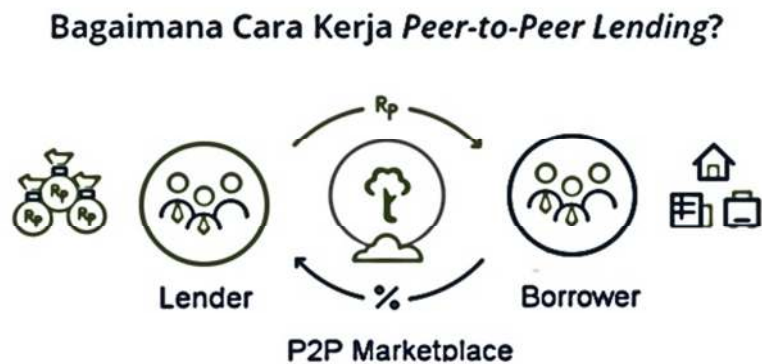 Bagaimana Cara Kerja Peer-to-Peer Lending?
Rp
Rp
Rp
Rp
Lender
%
Borrower
P2P Marketplace